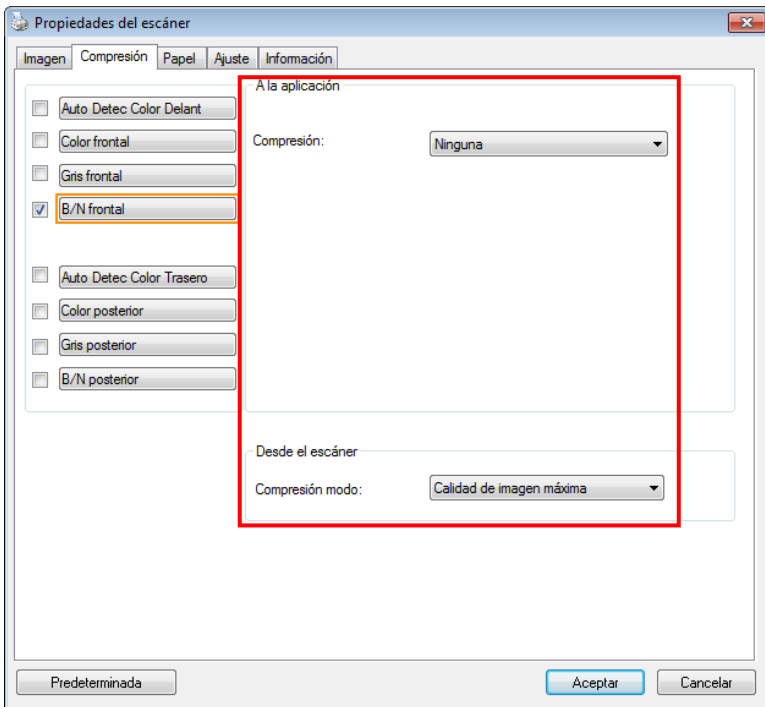 Propiedades del escáner
Imagen Compresión Papel Ajuste Información
A la aplicación
Auto Detec Color Delant
Color frontal
Compresión: Ninguna
Gris frontal
B/N frontal
Auto Detec Color Trasero
Color posterior
Gris posterior
B/N posterior
Desde el escáner
Compresión modo: Calidad de imagen máxima
Predeterminada Aceptar Cancelar